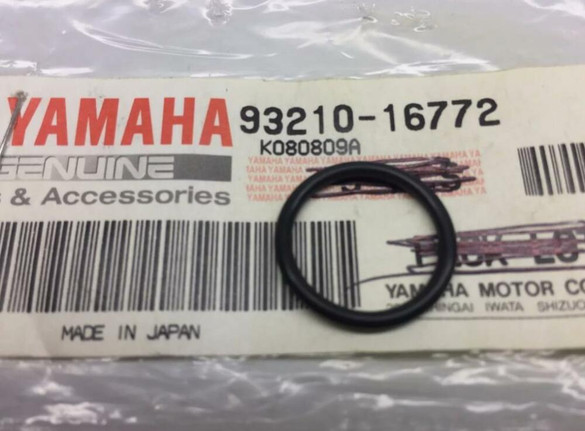 YAMAHA 93210-16772
K080809A
GENUINE
& Accessories
YAMAHA MOTOR CO
IWATA
MADE IN JAPAN